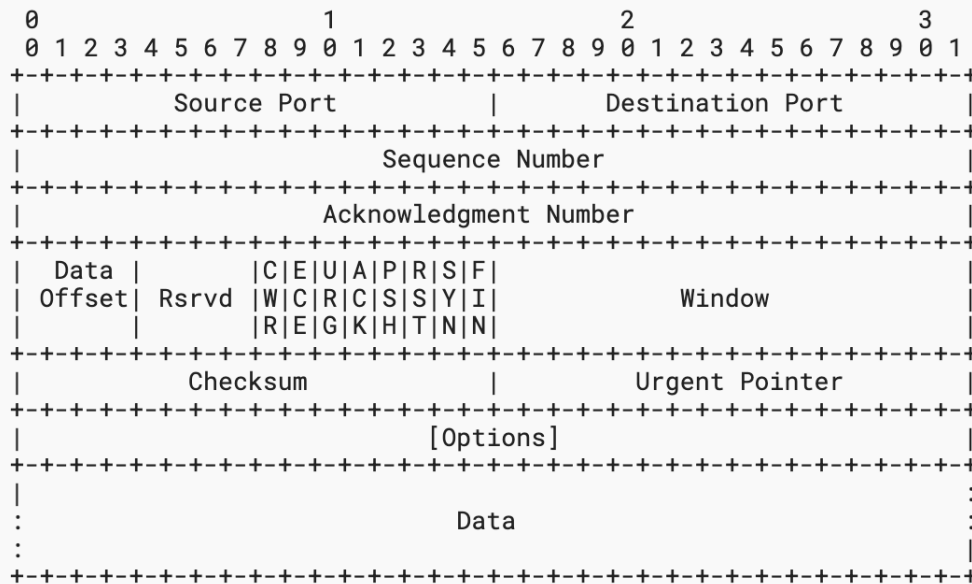 0                   1                   2                   3
 0 1 2 3 4 5 6 7 8 9 0 1 2 3 4 5 6 7 8 9 0 1 2 3 4 5 6 7 8 9 0 1
+-+-+-+-+-+-+-+-+-+-+-+-+-+-+-+-+-+-+-+-+-+-+-+-+-+-+-+-+-+-+-+-+
|          Source Port          |       Destination Port        |
+-+-+-+-+-+-+-+-+-+-+-+-+-+-+-+-+-+-+-+-+-+-+-+-+-+-+-+-+-+-+-+-+
|                        Sequence Number                        |
+-+-+-+-+-+-+-+-+-+-+-+-+-+-+-+-+-+-+-+-+-+-+-+-+-+-+-+-+-+-+-+-+
|                    Acknowledgment Number                      |
+-+-+-+-+-+-+-+-+-+-+-+-+-+-+-+-+-+-+-+-+-+-+-+-+-+-+-+-+-+-+-+-+
|  Data |       |C|E|U|A|P|R|S|F|                               |
| Offset| Rsrvd |W|C|R|C|S|S|Y|I|            Window             |
|       |       |R|E|G|K|H|T|N|N|                               |
+-+-+-+-+-+-+-+-+-+-+-+-+-+-+-+-+-+-+-+-+-+-+-+-+-+-+-+-+-+-+-+-+
|           Checksum            |         Urgent Pointer        |
+-+-+-+-+-+-+-+-+-+-+-+-+-+-+-+-+-+-+-+-+-+-+-+-+-+-+-+-+-+-+-+-+
|                           [Options]                           |
+-+-+-+-+-+-+-+-+-+-+-+-+-+-+-+-+-+-+-+-+-+-+-+-+-+-+-+-+-+-+-+-+
|                                                               :
:                             Data                              :
:                                                               |
+-+-+-+-+-+-+-+-+-+-+-+-+-+-+-+-+-+-+-+-+-+-+-+-+-+-+-+-+-+-+-+-+